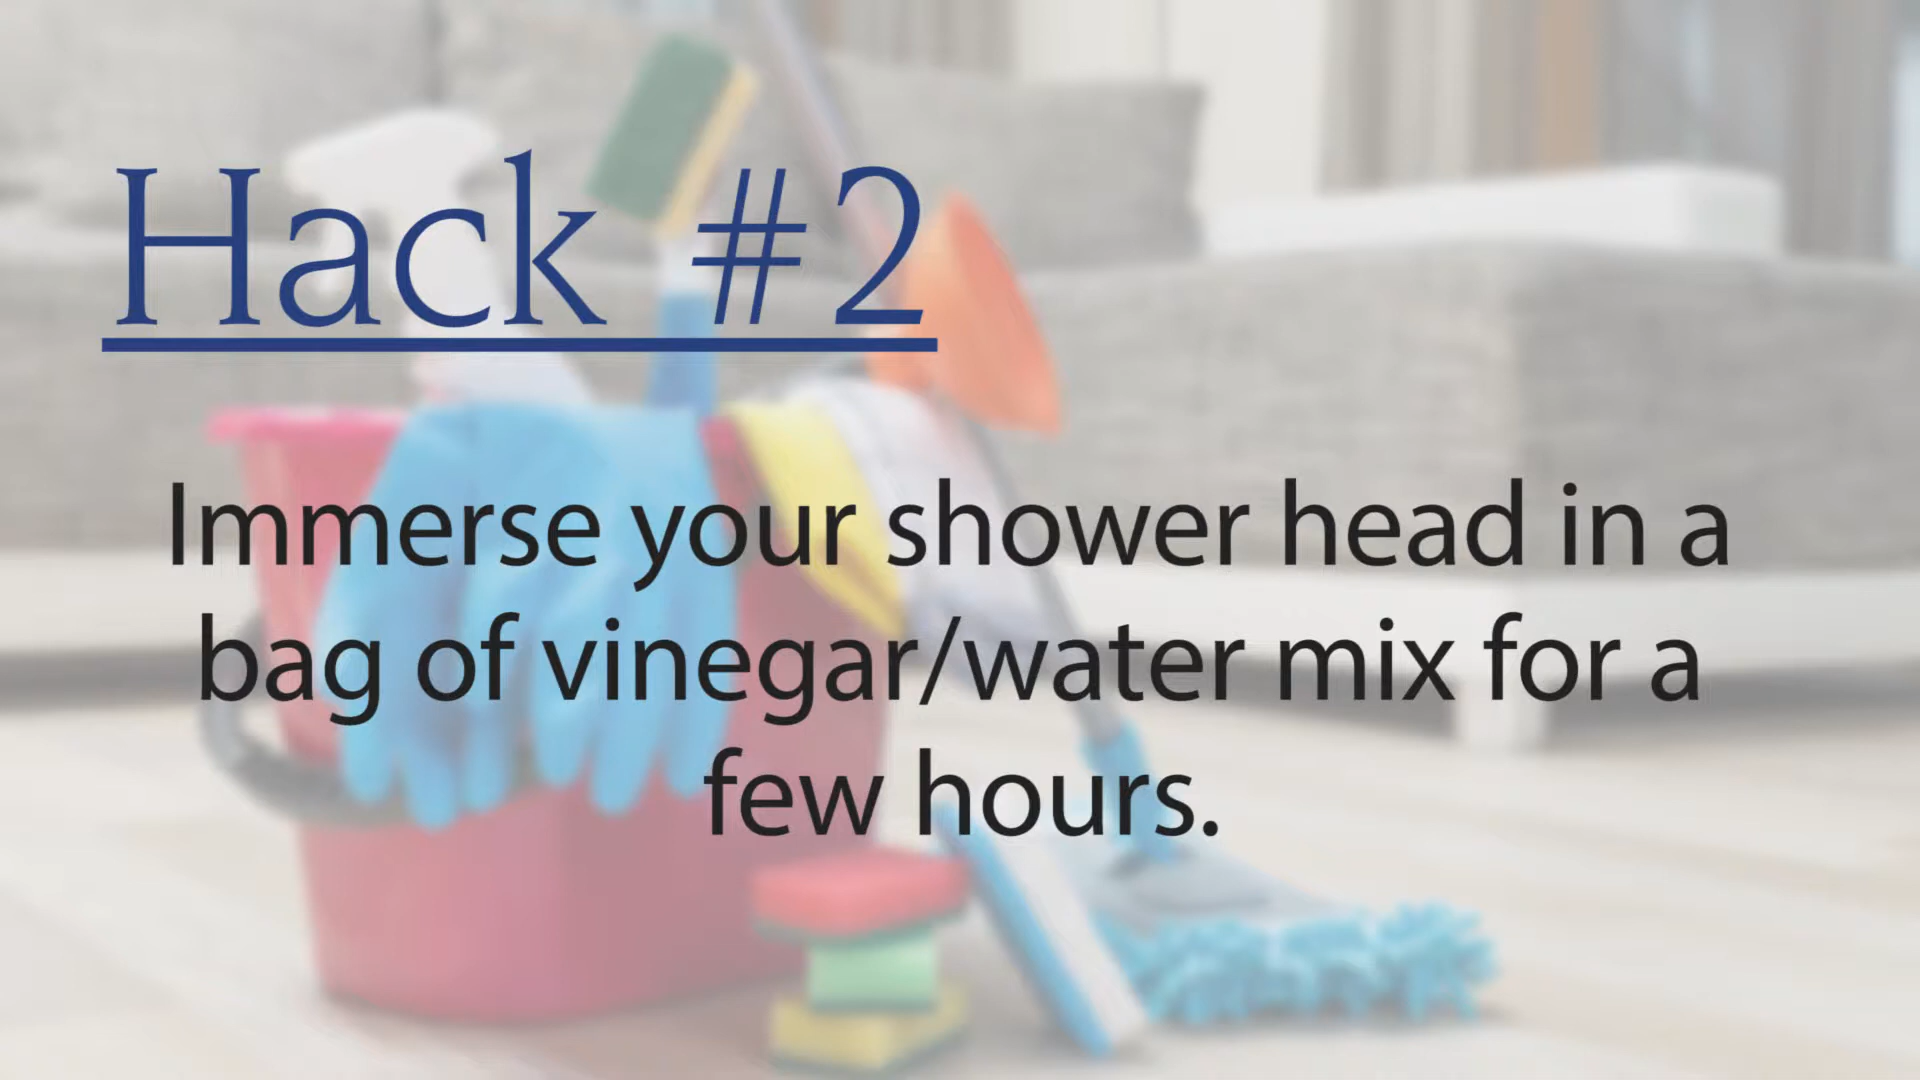 Hack #2
Immerse your shower head in a
bag of vinegar/water mix for a
few hours.